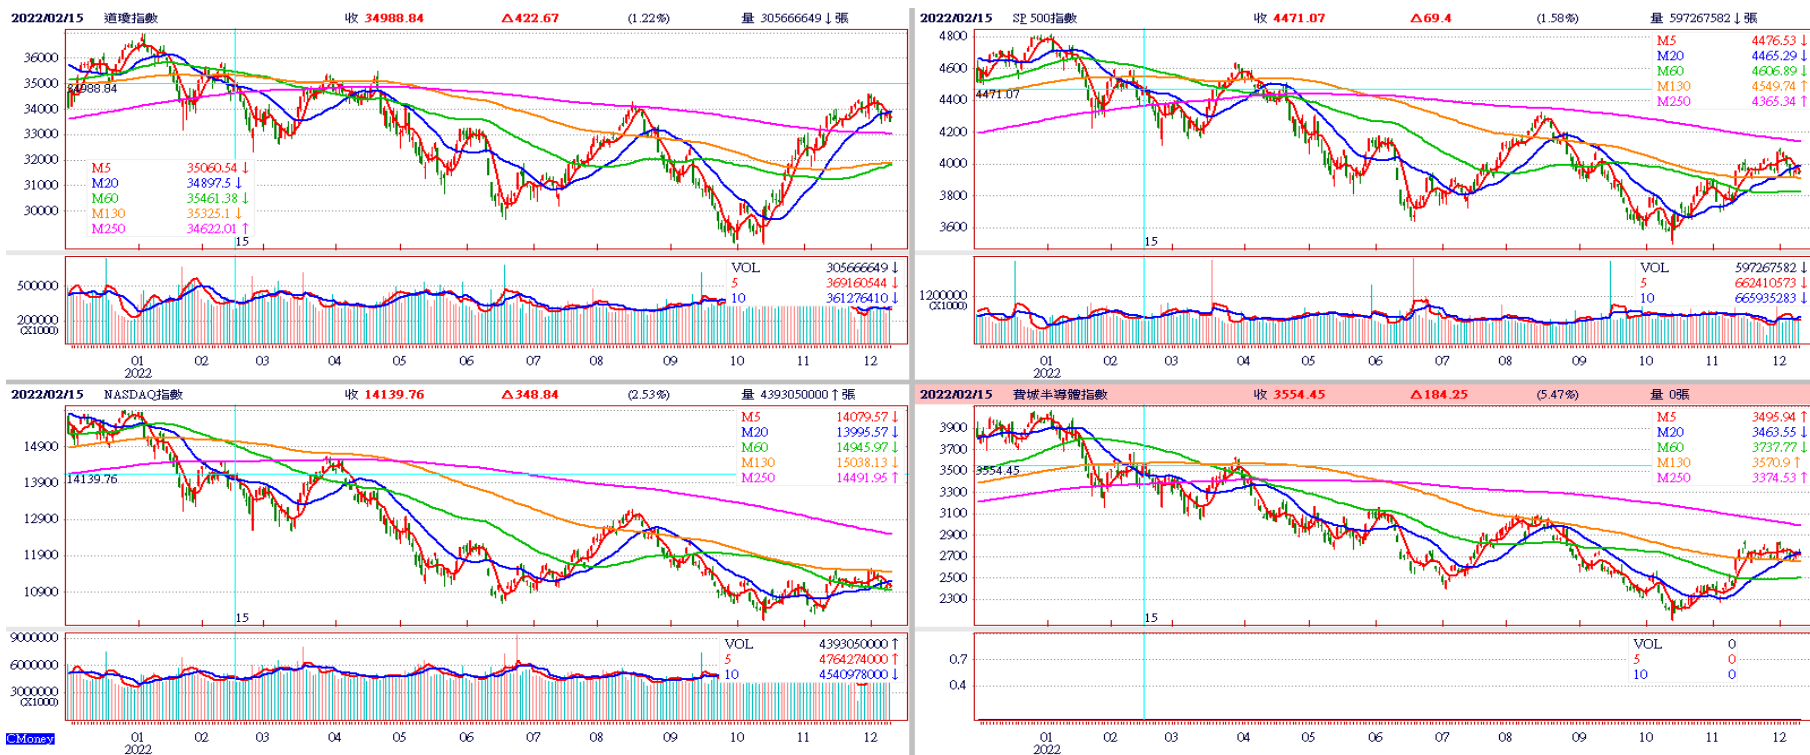 2022/02/15 道瓊指數 收 34988.84 △422.67 (1.22%) 量 305666649↓張
36000
35000
34988.84
34000
33000
32000
31000
30000
M5 35060.54↓
M20 34897.5↓
M60 35461.38↓
M130 35325.1↓
M250 34622.01↑
15
500000
200000
(X1000)
VOL 305666649↓
5 369160544↓
10 361276410↓
01 02 03 04 05 06 07 08 09 10 11 12
2022
2022/02/15 SP 500指數 收 4471.07 △69.4 (1.58%) 量 597267582↓張
4800
4600
4400
4471.07
4200
4000
3800
3600
M5 4476.53↓
M20 4465.29↓
M60 4606.89↓
M130 4549.74↑
M250 4365.34↑
15
1200000
(X1000)
VOL 597267582↓
5 662410573↓
10 665935283↓
01 02 03 04 05 06 07 08 09 10 11 12
2022
2022/02/15 NASDAQ指數 收 14139.76 △348.84 (2.53%) 量 4393050000↑張
14900
14139.76
13900
12900
11900
10900
M5 14079.57↓
M20 13995.57↓
M60 14945.97↓
M130 15038.13↓
M250 14491.95↑
15
9000000
6000000
3000000
(X1000)
VOL 4393050000↑
5 4764274000↑
10 4540978000↓
01 02 03 04 05 06 07 08 09 10 11 12
2022
2022/02/15 費城半導體指數 收 3554.45 △184.25 (5.47%) 量 0張
3900
3700
3500
3554.45
3300
3100
2900
2700
2500
2300
M5 3495.94↑
M20 3463.55↓
M60 3737.77↓
M130 3570.9↑
M250 3374.53↑
15
0.7
0.4
VOL 0
5 0
10 0
01 02 03 04 05 06 07 08 09 10 11 12
2022
CMoney